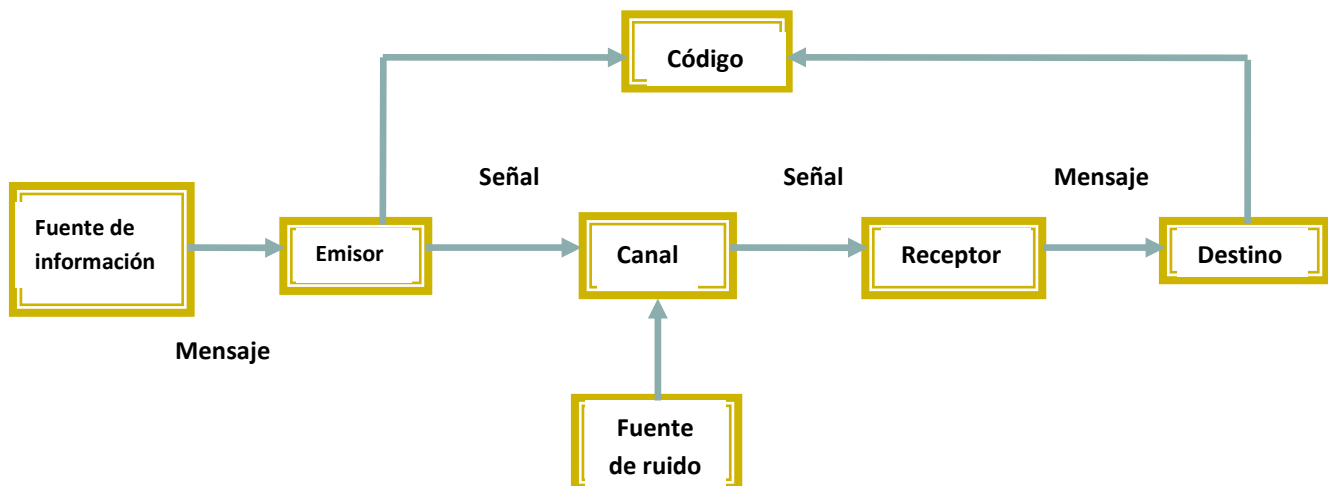 Código
Señal
Señal
Mensaje
Fuente de
información
Emisor
Canal
Receptor
Destino
Mensaje
Fuente
de ruido